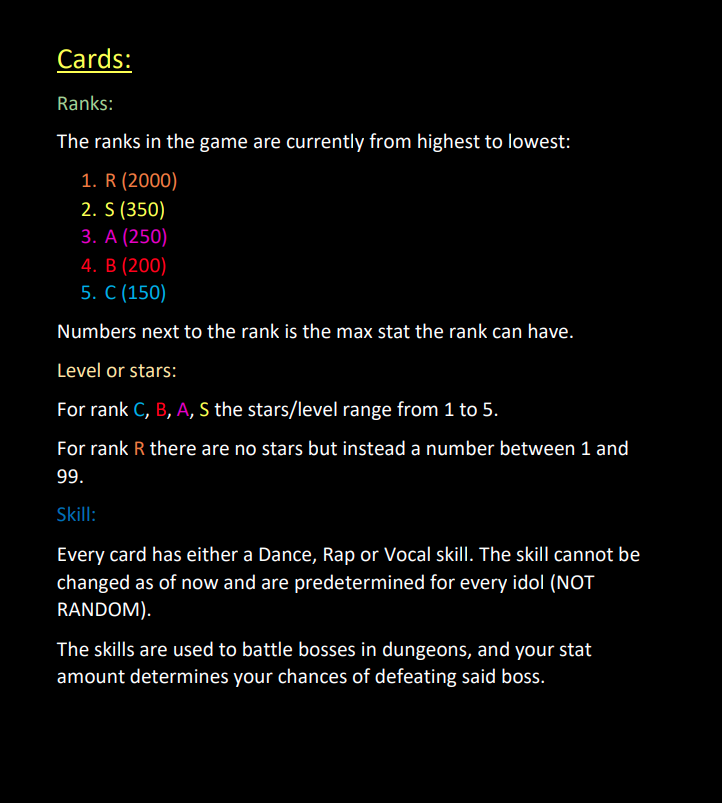 Cards:
Ranks:
The ranks in the game are currently from highest to lowest:
1. R (2000)
2. S (350)
3. A (250)
4. B (200)
5. C (150)
Numbers next to the rank is the max stat the rank can have.
Level or stars:
For rank C, B, A, S the stars/level range from 1 to 5.
For rank R there are no stars but instead a number between 1 and
99.
Skill:
Every card has either a Dance, Rap or Vocal skill. The skill cannot be
changed as of now and are predetermined for every idol (NOT
RANDOM).
The skills are used to battle bosses in dungeons, and your stat
amount determines your chances of defeating said boss.